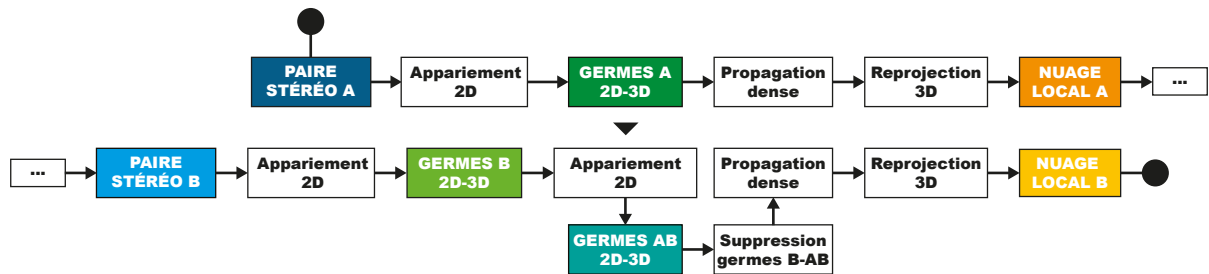 PAIRE
STÉRÉO A
Appariement
2D
GERMES A
2D-3D
Propagation
dense
Reprojection
3D
NUAGE
LOCAL A
...
...
PAIRE
STÉRÉO B
Appariement
2D
GERMES B
2D-3D
Appariement
2D
Propagation
dense
Reprojection
3D
NUAGE
LOCAL B
GERMES AB
2D-3D
Suppression
germes B-AB